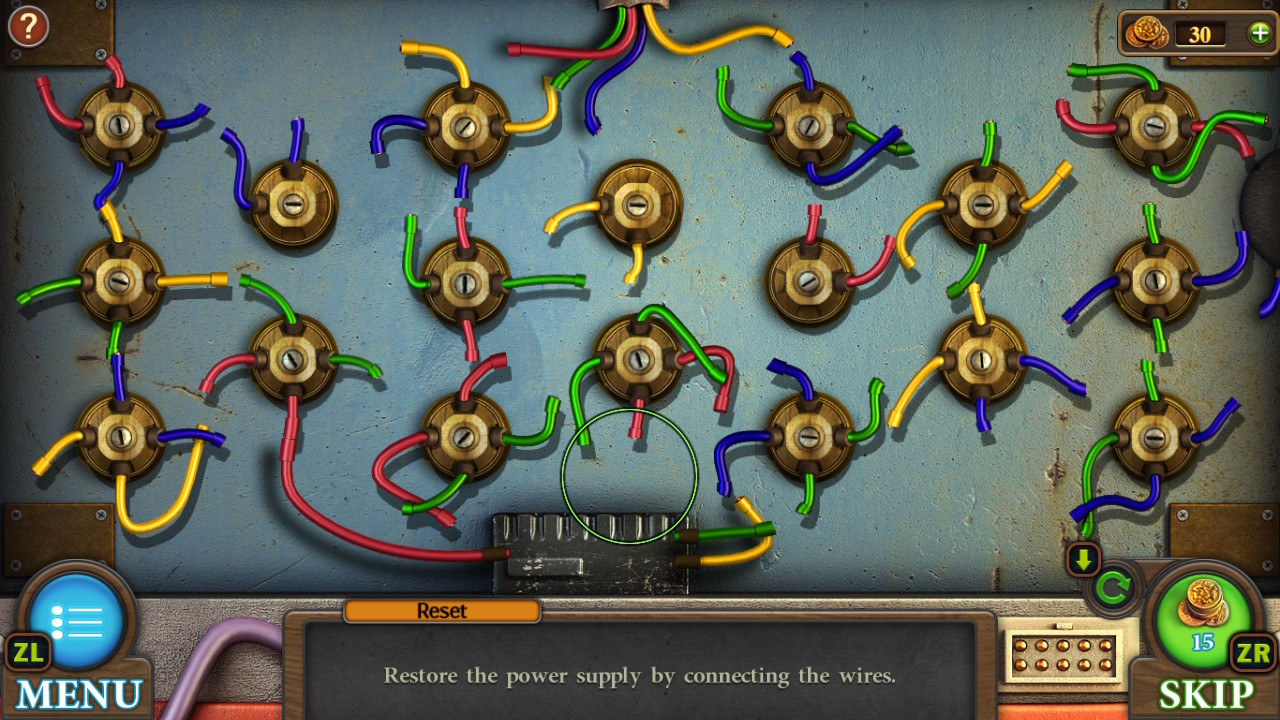 ?
30
+
Reset
Restore the power supply by connecting the wires.
ZL
MENU
15
ZR
SKIP